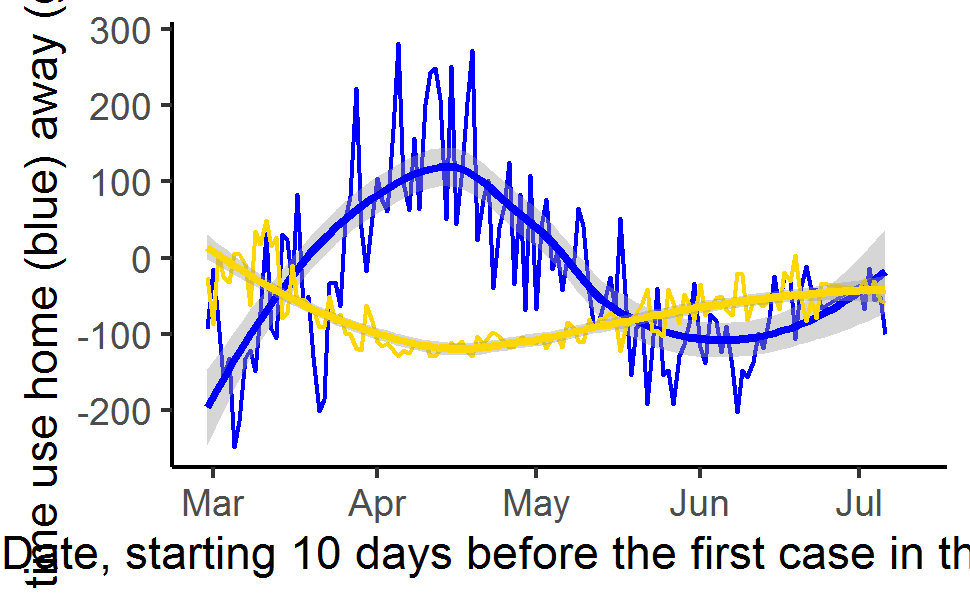 time use home (blue) away (
300
200
100
0
-100
-200
Mar Apr May Jun Jul
Date, starting 10 days before the first case in th